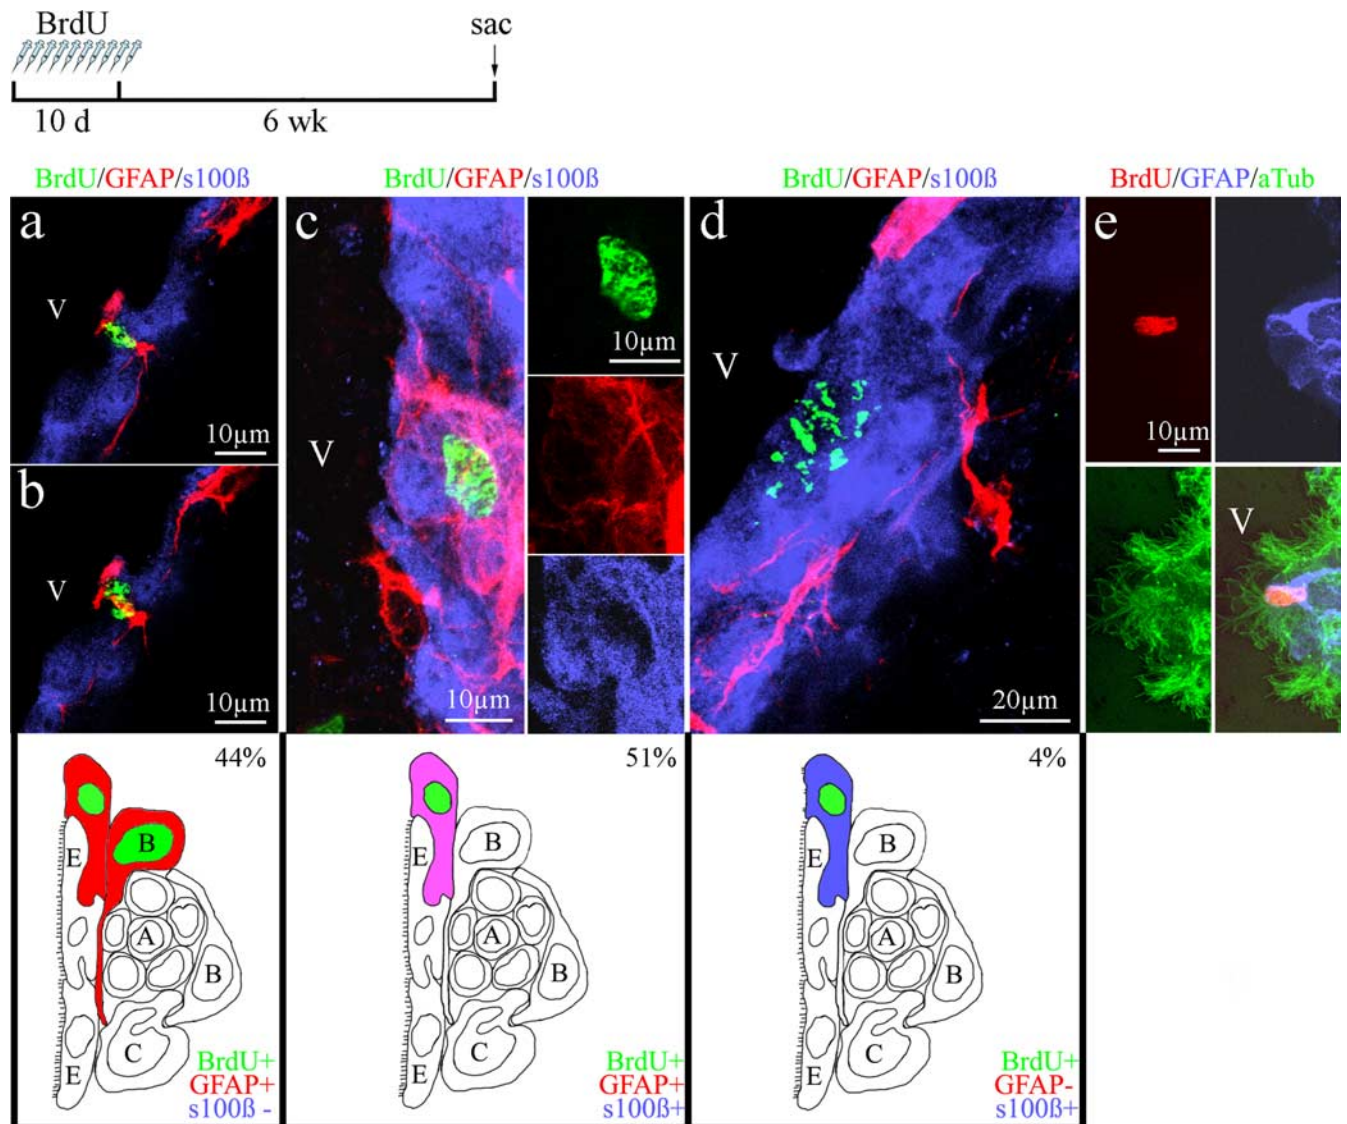 BrdU
sac
10 d
6 wk
BrdU/GFAP/s100ß
BrdU/GFAP/s100ß
BrdU/GFAP/s100ß
BrdU/GFAP/aTub
a
V
10µm
b
V
10µm
c
V
10µm
10µm
d
V
20µm
e
10µm
V
44%
E
B
A
B
C
E
BrdU+
GFAP+
s100ß -
51%
E
B
A
B
C
E
BrdU+
GFAP+
s100ß+
4%
E
B
A
B
C
E
BrdU+
GFAP-
s100ß+